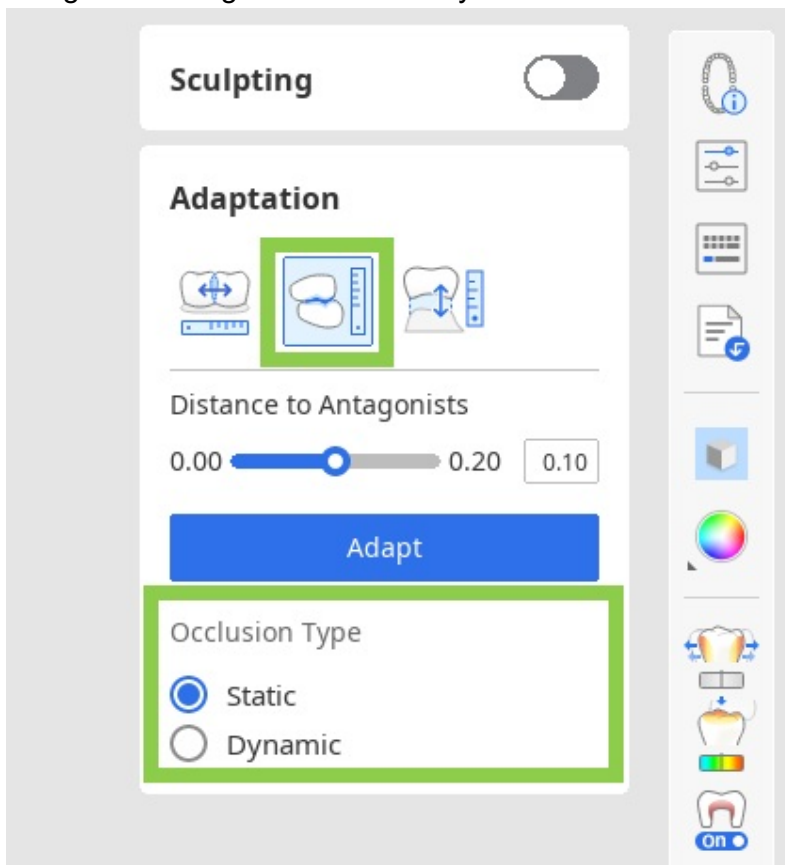 Sculpting
Adaptation
Distance to Antagonists
0.00 0.20 0.10
Adapt
Occlusion Type
Static
Dynamic
On